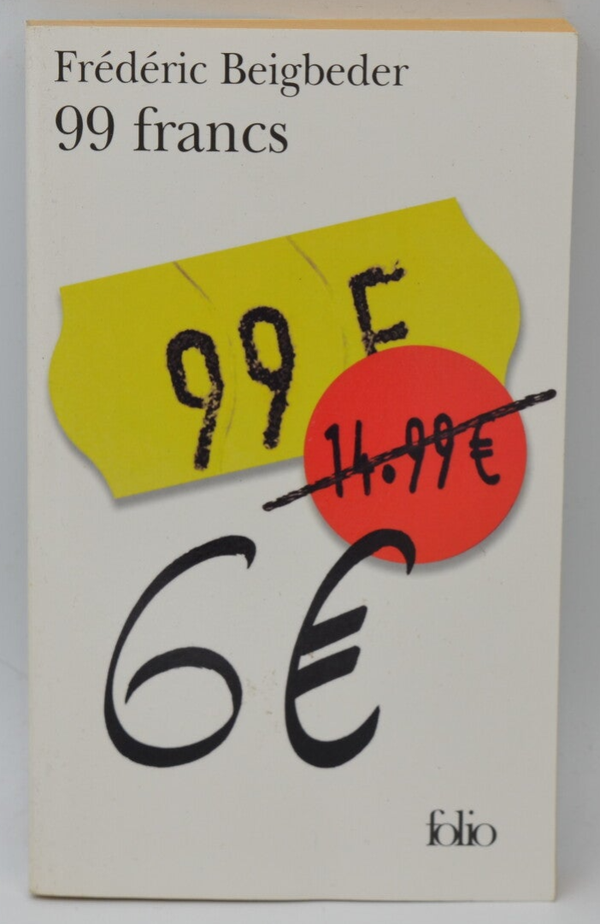 Frédéric Beigbeder
99 francs
99 F
14.99 €
6€
folio